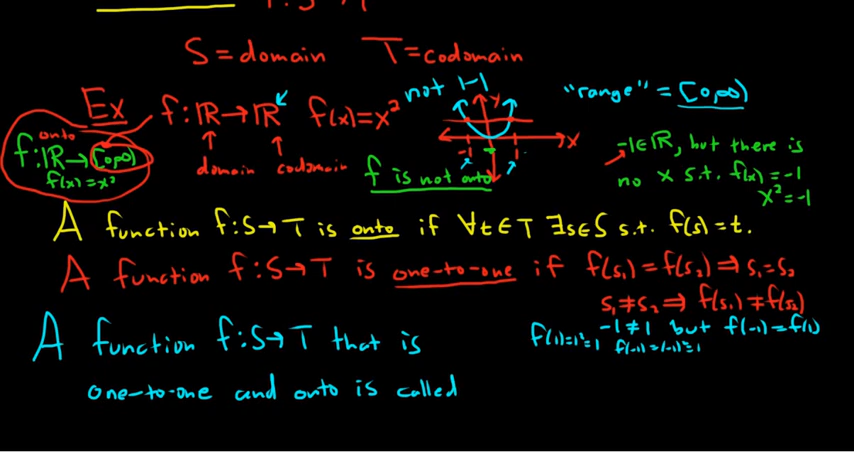 f: S → T
S = domain T = codomain
not 1-1
"range" = [0,∞)
Ex f: ℝ → ℝ f(x) = x²
Y
X
-1 1
domain codomain
onto
f: ℝ → [0,∞)
f(x) = x²
f is not onto
-1 ∈ ℝ, but there is
no x s.t. f(x) = -1
x² = -1
A function f: S → T is onto if ∀t ∈ T ∃s ∈ S s.t. f(s) = t.
A function f: S → T is one-to-one if f(s₁) = f(s₂) ⇒ s₁ = s₂
s₁ ≠ s₂ ⇒ f(s₁) ≠ f(s₂)
-1 ≠ 1 but f(-1) = f(1)
f(1) = 1² = 1 f(-1) = (-1)² = 1
A function f: S → T that is
one-to-one and onto is called